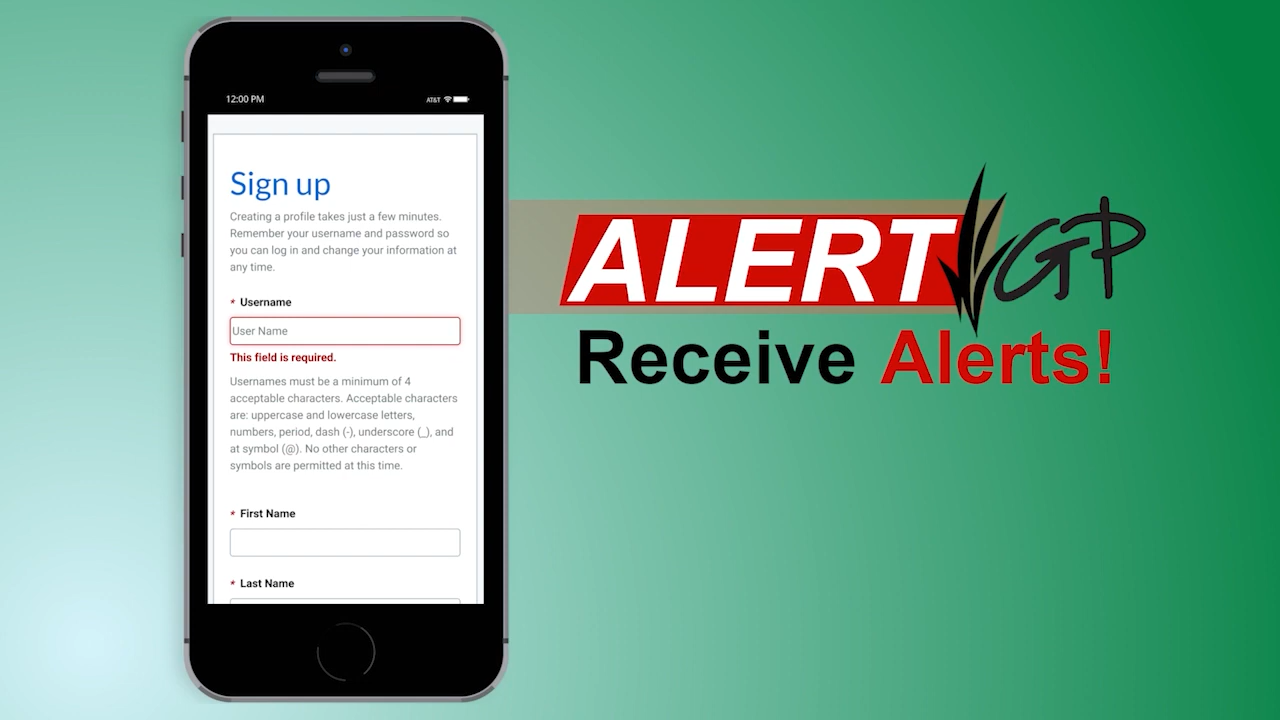 12:00 PM
AT&T
Sign up
Creating a profile takes just a few minutes.
Remember your username and password so
you can log in and change your information at
any time.
* Username
User Name
This field is required.
Usernames must be a minimum of 4
acceptable characters. Acceptable characters
are: uppercase and lowercase letters,
numbers, period, dash (-), underscore (_), and
at symbol (@). No other characters or
symbols are permitted at this time.
* First Name
* Last Name
ALERT GP
Receive Alerts!